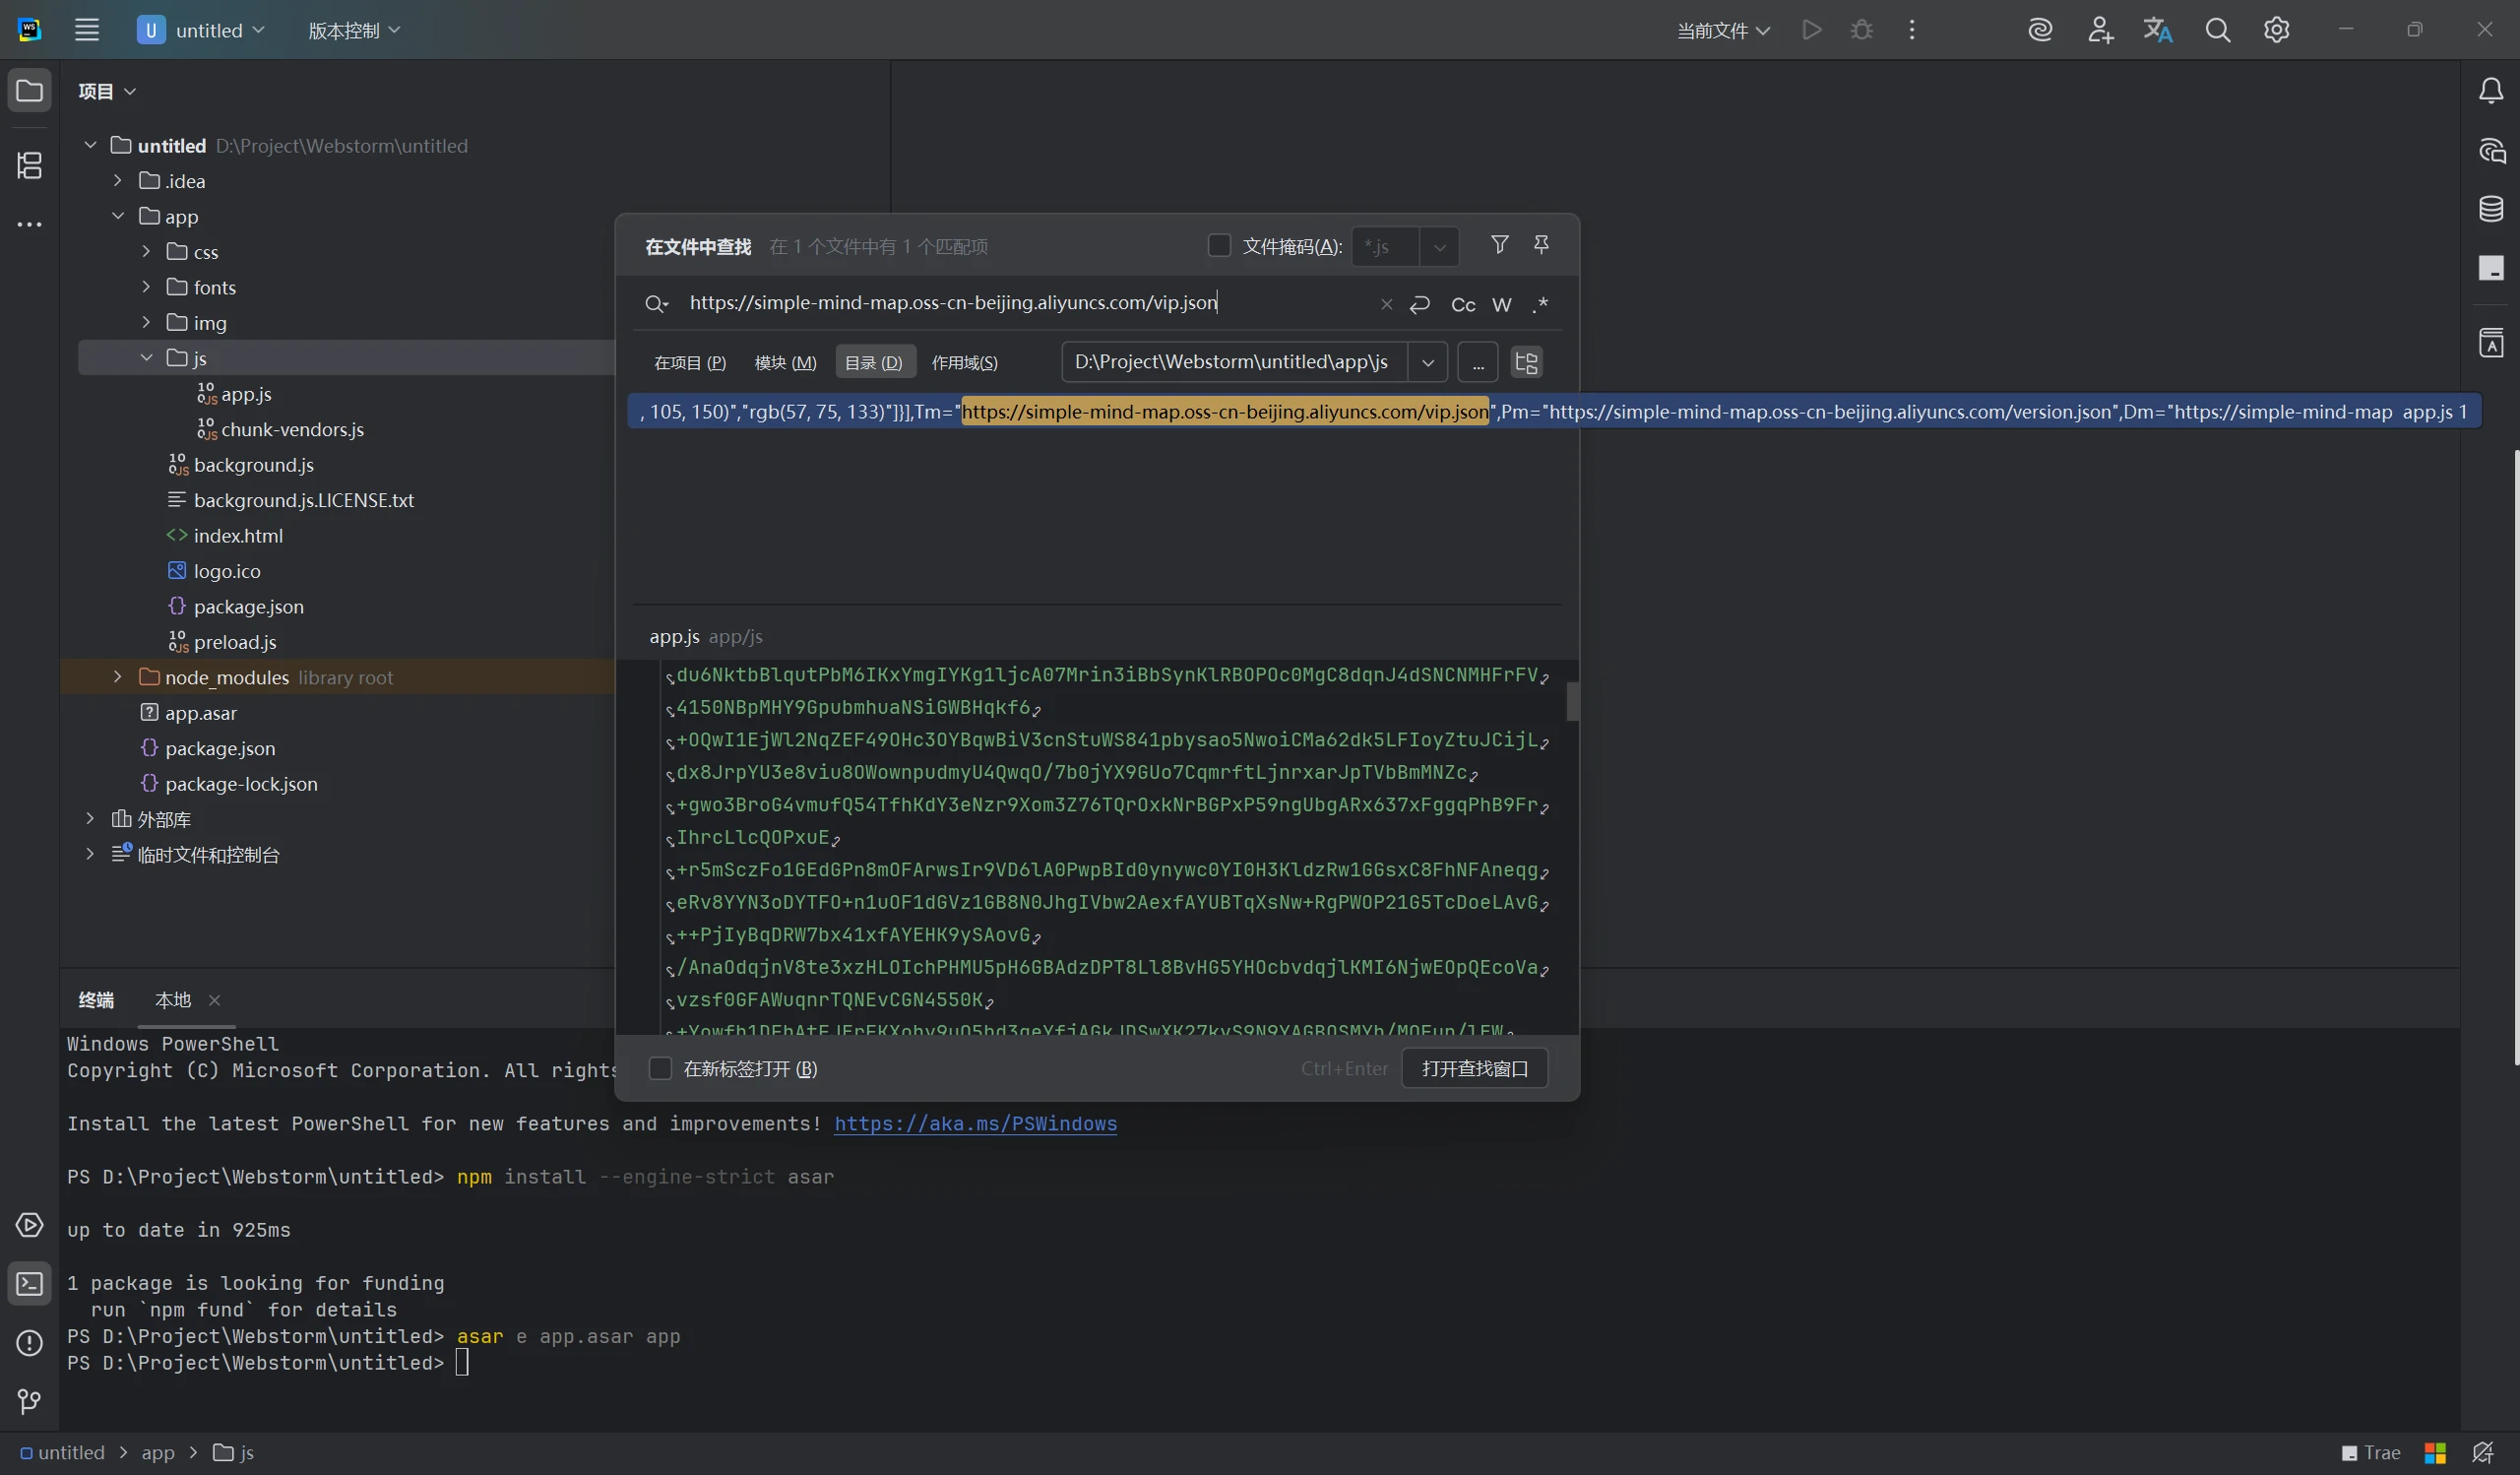 U untitled 版本控制 当前文件
项目
untitled D:\Project\Webstorm\untitled
.idea
app
css
fonts
img
js
app.js
chunk-vendors.js
background.js
background.js.LICENSE.txt
index.html
logo.ico
package.json
preload.js
node_modules library root
app.asar
package.json
package-lock.json
外部库
临时文件和控制台
在文件中查找 在 1 个文件中有 1 个匹配项 文件掩码(A): *.js
https://simple-mind-map.oss-cn-beijing.aliyuncs.com/vip.json Cc W .*
在项目 (P) 模块 (M) 目录 (D) 作用域(S) D:\Project\Webstorm\untitled\app\js ...
, 105, 150)","rgb(57, 75, 133)"]}],Tm="https://simple-mind-map.oss-cn-beijing.aliyuncs.com/vip.json",Pm="https://simple-mind-map.oss-cn-beijing.aliyuncs.com/version.json",Dm="https://simple-mind-map app.js 1
app.js app/js
du6NktbBlqutPbM6IKxYmgIYKg1ljcA07Mrin3iBbSynKlRBOPOc0MgC8dqnJ4dSNCNMHFrFV
4150NBpMHY9GpubmhuaNSiGWBHqkf6
+OQwI1EjWl2NqZEF49OHc3OYBqwBiV3cnStuWS841pbysao5NwoiCMa62dk5LFIoyZtuJCijL
dx8JrpYU3e8viu8OWownpudmyU4QwqO/7b0jYX9GUo7CqmrftLjnrxarJpTVbBmMNZc
+gwo3BroG4vmufQ54TfhKdY3eNzr9Xom3Z76TQrOxkNrBGPxP59ngUbgARx637xFggqPhB9Fr
IhrcLlcQOPxuE
+r5mSczFo1GEdGPn8mOFArwsIr9VD6lA0PwpBId0ynywc0YI0H3KldzRw1GGsxC8FhNFAneqg
eRv8YYN3oDYTFO+n1uOF1dGVz1GB8N0JhgIVbw2AexfAYUBTqXsNw+RgPWOP21G5TcDoeLAvG
++PjIyBqDRW7bx41xfAYEHK9ySAovG
/AnaOdqjnV8te3xzHLOIchPHMU5pH6GBAdzDPT8Ll8BvHG5YHOcbvdqjlKMI6NjwEOpQEcoVa
vzsf0GFAWuqnrTQNEvCGN4550K
在新标签打开 (B) Ctrl+Enter 打开查找窗口
终端 本地
Windows PowerShell
Copyright (C) Microsoft Corporation. All rights
Install the latest PowerShell for new features and improvements! https://aka.ms/PSWindows
PS D:\Project\Webstorm\untitled> npm install --engine-strict asar
up to date in 925ms
1 package is looking for funding
run `npm fund` for details
PS D:\Project\Webstorm\untitled> asar e app.asar app
PS D:\Project\Webstorm\untitled>
untitled > app > js Trae